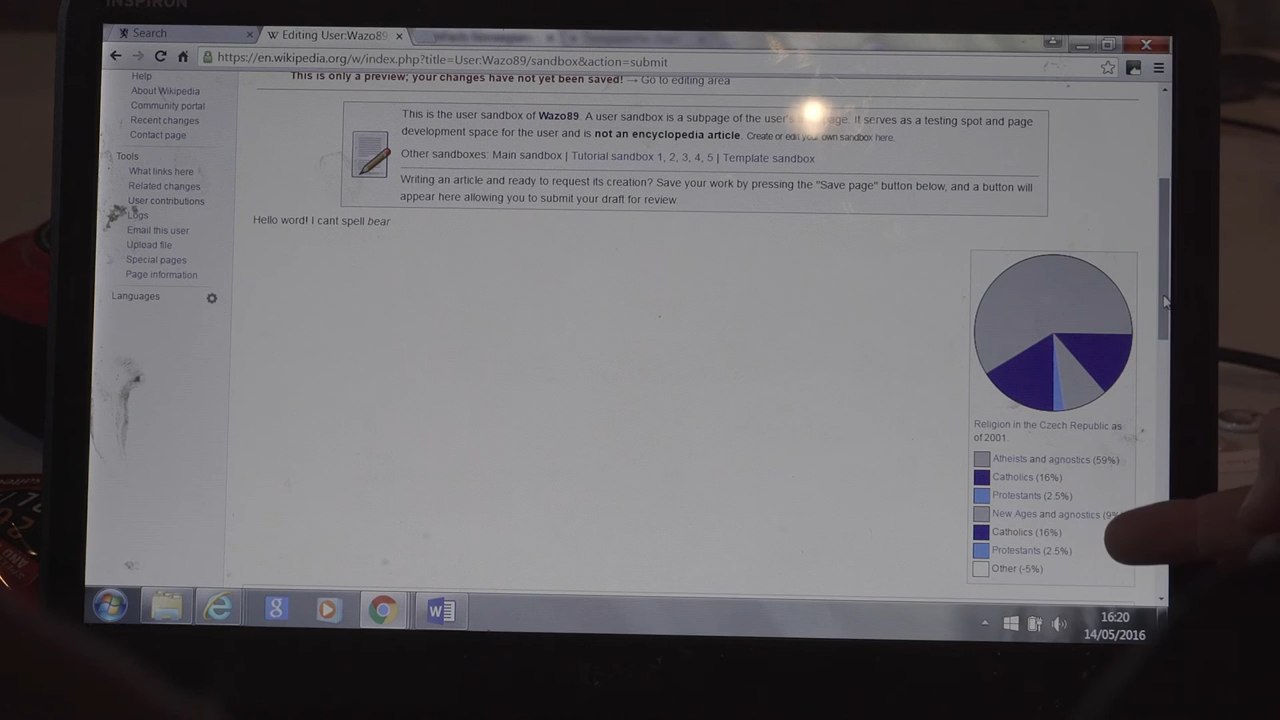 INSPIRON
Search
Editing User:Wazo89
https://en.wikipedia.org/w/index.php?title=User:Wazo89/sandbox&action=submit
Help
About Wikipedia
Community portal
Recent changes
Contact page
Tools
What links here
Related changes
User contributions
Logs
Email this user
Upload file
Special pages
Page information
Languages
This is only a preview; your changes have not yet been saved! → Go to editing area
This is the user sandbox of Wazo89. A user sandbox is a subpage of the user's page. It serves as a testing spot and page
development space for the user and is not an encyclopedia article. Create or edit your own sandbox here.
Other sandboxes: Main sandbox | Tutorial sandbox 1, 2, 3, 4, 5 | Template sandbox
Writing an article and ready to request its creation? Save your work by pressing the "Save page" button below, and a button will
appear here allowing you to submit your draft for review.
Hello word! I cant spell bear
Religion in the Czech Republic as
of 2001.
Atheists and agnostics (59%)
Catholics (16%)
Protestants (2.5%)
New Ages and agnostics (9%
Catholics (16%)
Protestants (2.5%)
Other (-5%)
16:20
14/05/2016